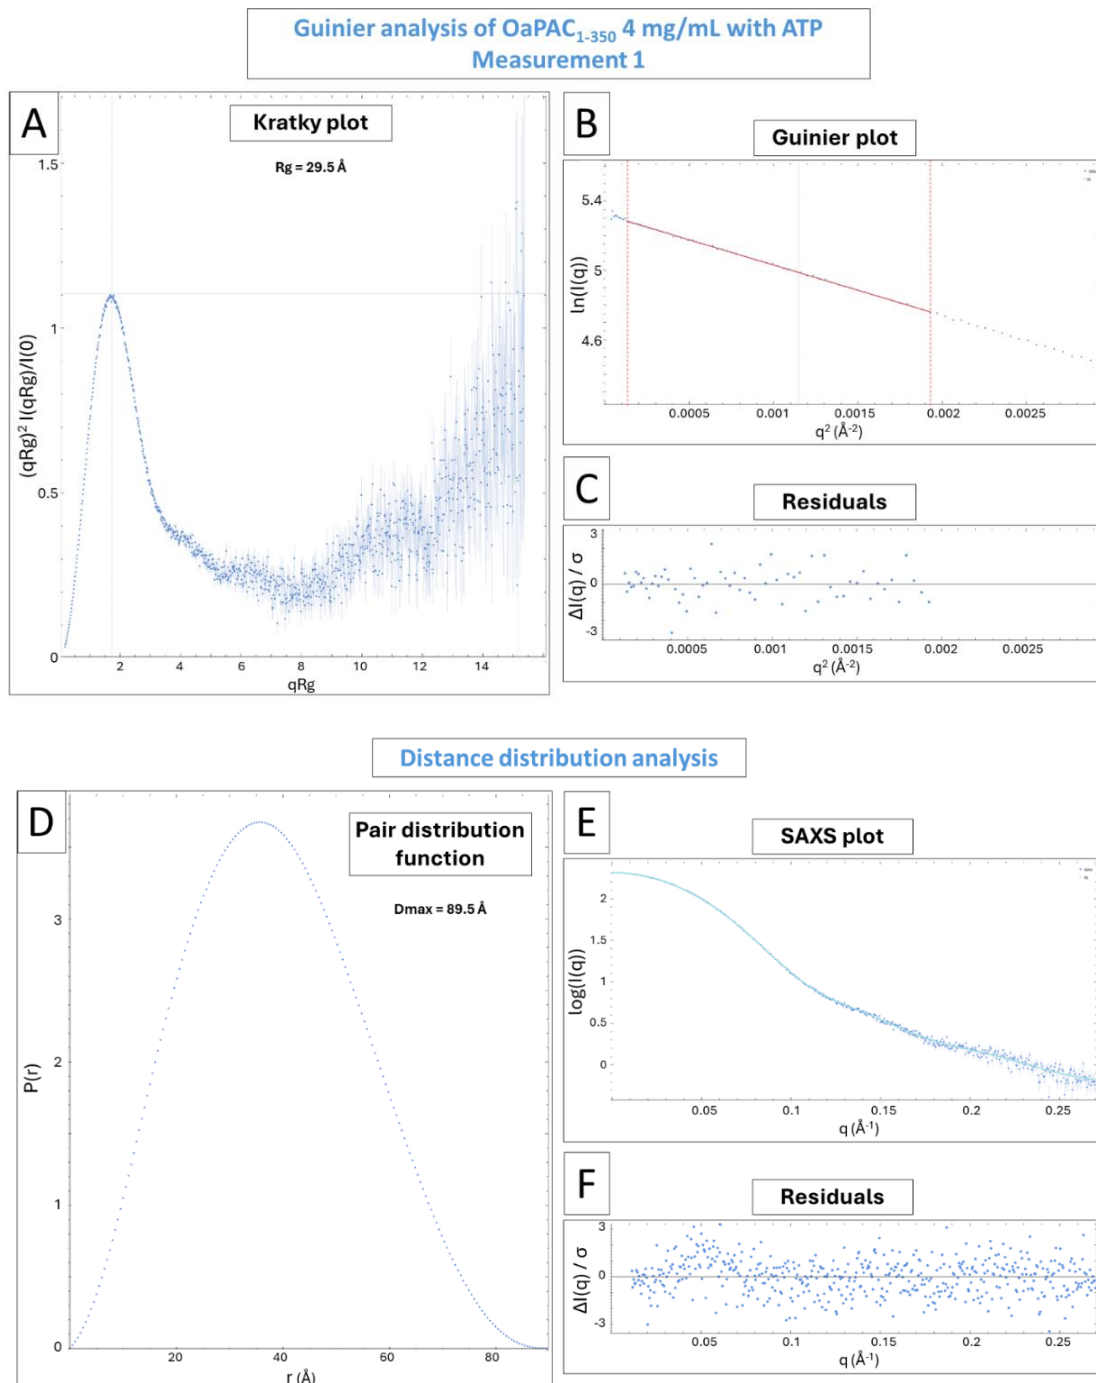 Guinier analysis of OaPAC₁₋₃₅₀ 4 mg/mL with ATP
Measurement 1
A
Kratky plot
Rg = 29.5 Å
(qRg)² I(qRg)/I(0)
1.5
1
0.5
0
2 4 6 8 10 12 14
qRg
B
Guinier plot
ln(I(q))
5.4
5
4.6
0.0005 0.001 0.0015 0.002 0.0025
q² (Å⁻²)
C
Residuals
ΔI(q) / σ
3
0
-3
0.0005 0.001 0.0015 0.002 0.0025
q² (Å⁻²)
Distance distribution analysis
D
Pair distribution
function
Dmax = 89.5 Å
P(r)
3
2
1
0
20 40 60 80
r (Å)
E
SAXS plot
log(I(q))
2
1.5
1
0.5
0
0.05 0.1 0.15 0.2 0.25
q (Å⁻¹)
F
Residuals
ΔI(q) / σ
3
0
-3
0.05 0.1 0.15 0.2 0.25
q (Å⁻¹)